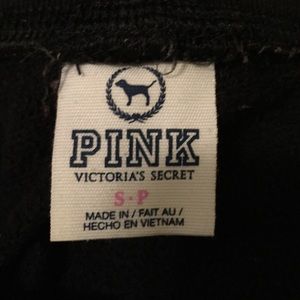 PINK
VICTORIA'S SECRET
S-P
MADE IN / FAIT AU /
HECHO EN VIETNAM